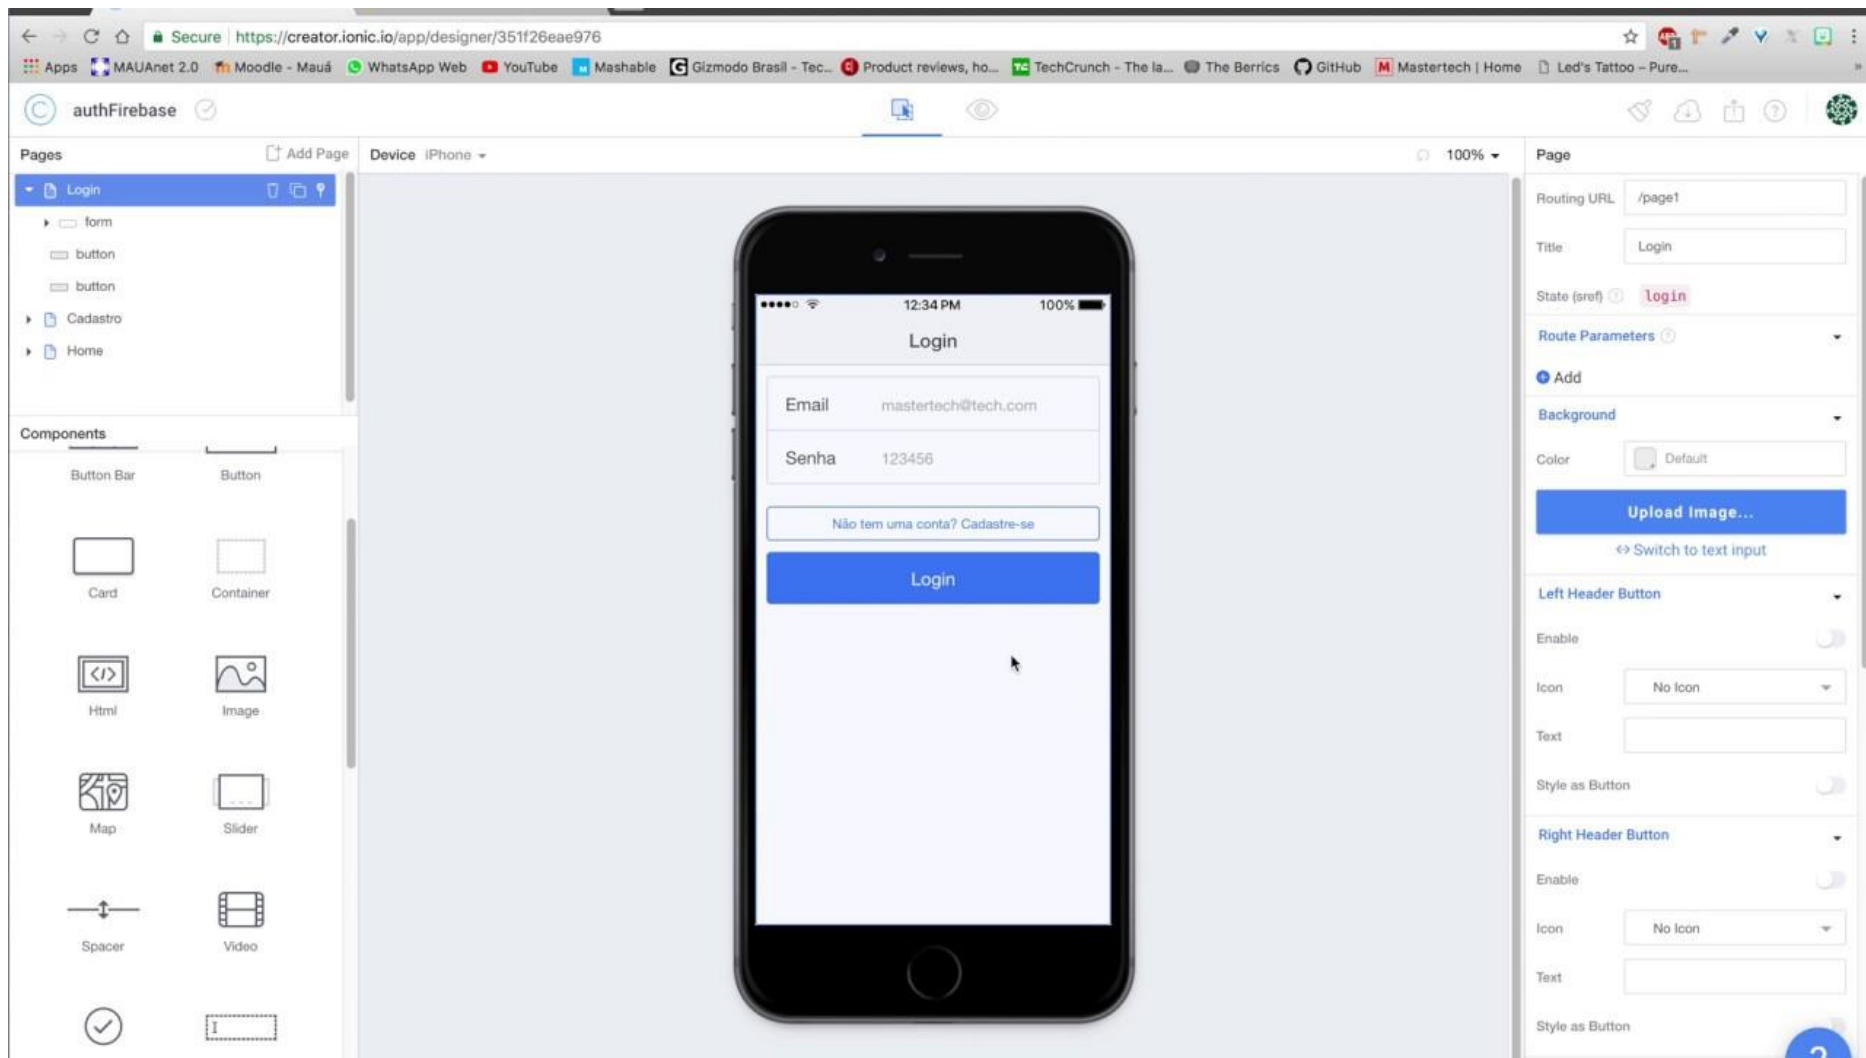 Secure https://creator.ionic.io/app/designer/351f26eae976
Apps MAUAnet 2.0 Moodle - Mauá WhatsApp Web YouTube Mashable Gizmodo Brasil - Tec... Product reviews, ho... TechCrunch - The la... The Berrics GitHub Mastertech | Home Led's Tattoo – Pure...
authFirebase
Pages Add Page
Login
form
button
button
Cadastro
Home
Components
Button Bar Button
Card Container
Html Image
Map Slider
Spacer Video
Device iPhone 100%
12:34 PM 100%
Login
Email mastertech@tech.com
Senha 123456
Não tem uma conta? Cadastre-se
Login
Page
Routing URL /page1
Title Login
State (sref) login
Route Parameters
Add
Background
Color Default
Upload Image...
Switch to text input
Left Header Button
Enable
Icon No Icon
Text
Style as Button
Right Header Button
Enable
Icon No Icon
Text
Style as Button